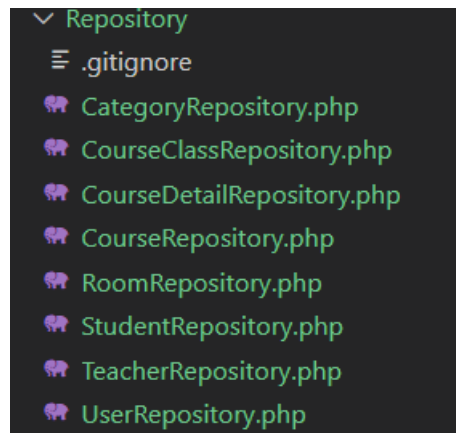 Repository
.gitignore
CategoryRepository.php
CourseClassRepository.php
CourseDetailRepository.php
CourseRepository.php
RoomRepository.php
StudentRepository.php
TeacherRepository.php
UserRepository.php